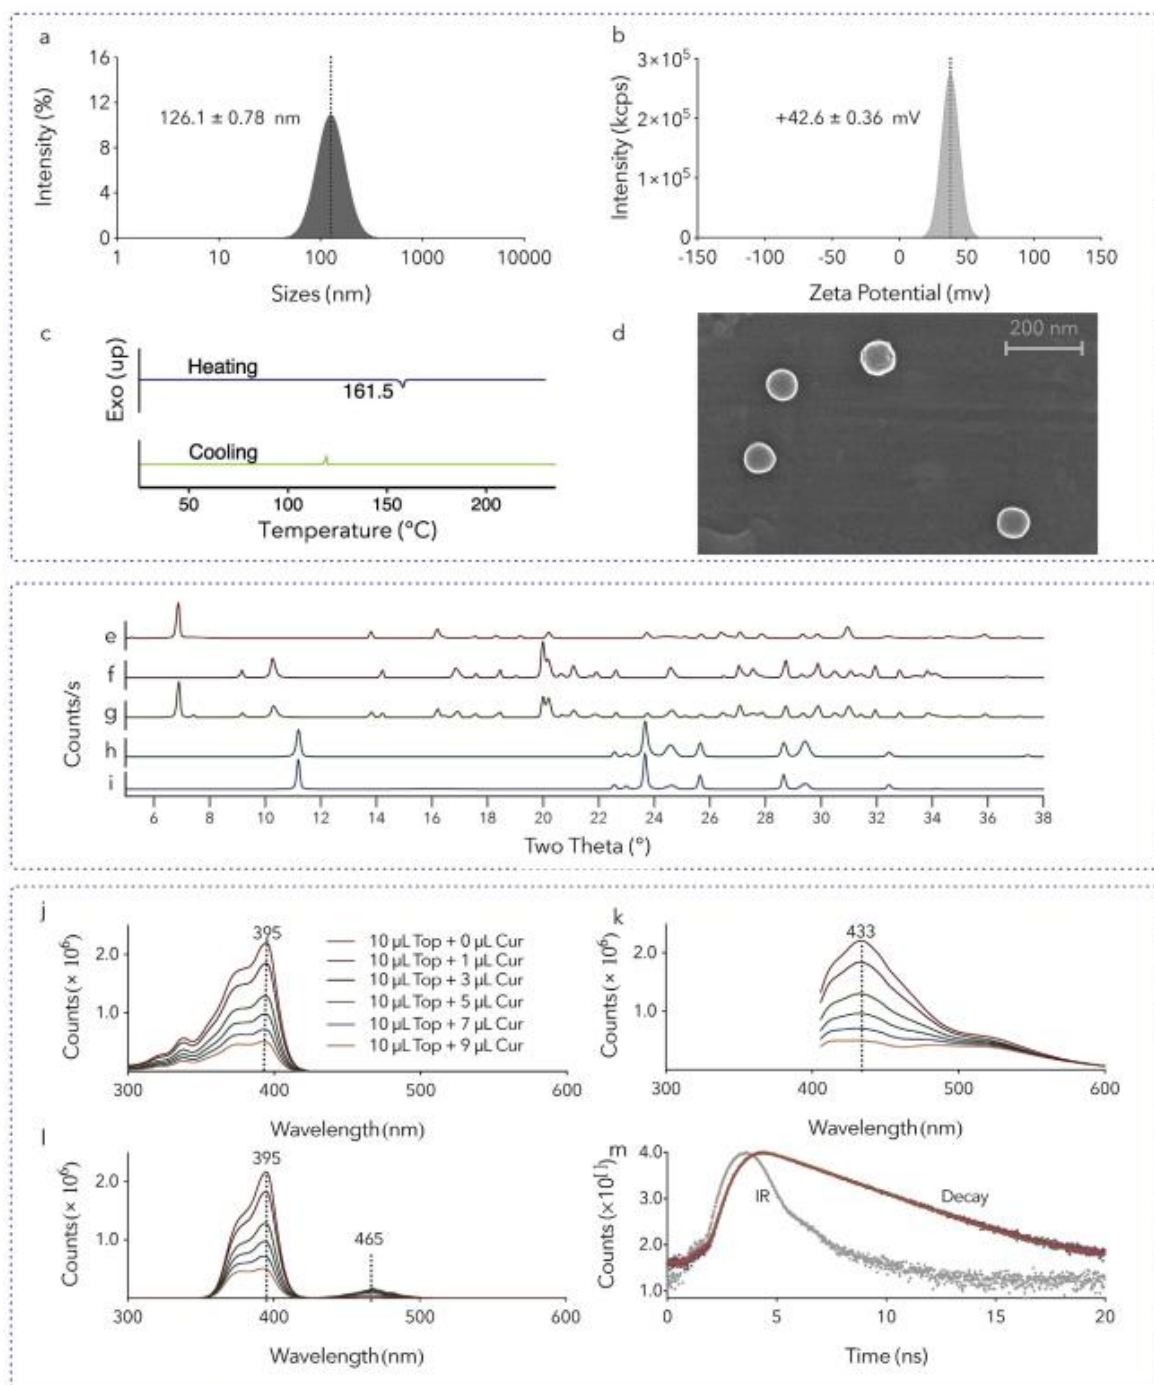 a
16
12
8
4
0
Intensity (%)
126.1 ± 0.78 nm
1 10 100 1000 10000
Sizes (nm)
b
3×10⁵
2×10⁵
1×10⁵
0
Intensity (kcps)
+42.6 ± 0.36 mV
-150 -100 -50 0 50 100 150
Zeta Potential (mv)
c
Exo (up)
Heating
161.5
Cooling
50 100 150 200
Temperature (°C)
d
200 nm
e
f
g
h
i
Counts/s
6 8 10 12 14 16 18 20 22 24 26 28 30 32 34 36 38
Two Theta (°)
j
2.0
1.0
Counts (× 10⁶)
395
10 µL Top + 0 µL Cur
10 µL Top + 1 µL Cur
10 µL Top + 3 µL Cur
10 µL Top + 5 µL Cur
10 µL Top + 7 µL Cur
10 µL Top + 9 µL Cur
300 400 500 600
Wavelength (nm)
k
2.0
1.0
Counts (× 10⁶)
433
300 400 500 600
Wavelength (nm)
l
2.0
1.0
Counts (× 10⁶)
395
465
300 400 500 600
Wavelength (nm)
m
4.0
3.0
2.0
1.0
Counts (×10[ ])
IR
Decay
0 5 10 15 20
Time (ns)